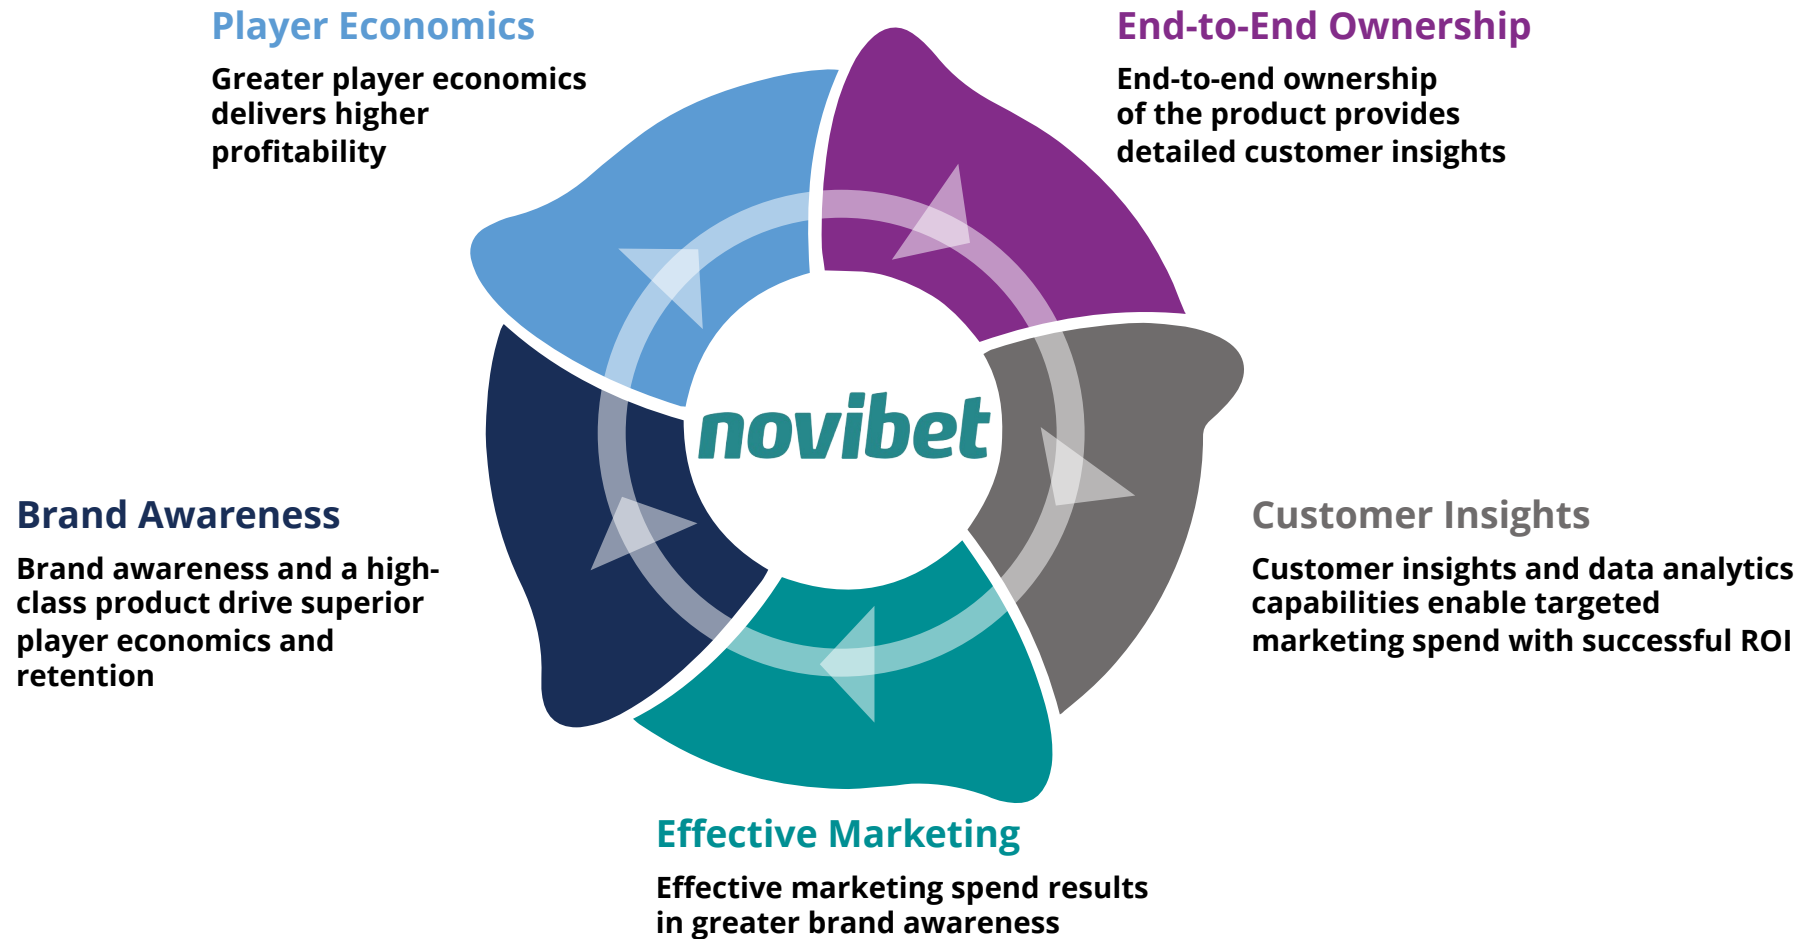 Player Economics
Greater player economics
delivers higher
profitability
End-to-End Ownership
End-to-end ownership
of the product provides
detailed customer insights
novibet
Brand Awareness
Brand awareness and a high-
class product drive superior
player economics and
retention
Customer Insights
Customer insights and data analytics
capabilities enable targeted
marketing spend with successful ROI
Effective Marketing
Effective marketing spend results
in greater brand awareness